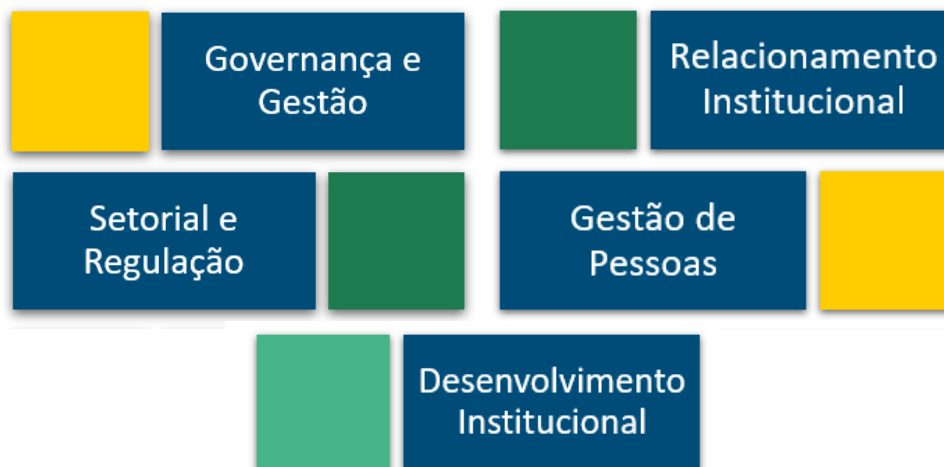 Governança e
Gestão
Relacionamento
Institucional
Setorial e
Regulação
Gestão de
Pessoas
Desenvolvimento
Institucional